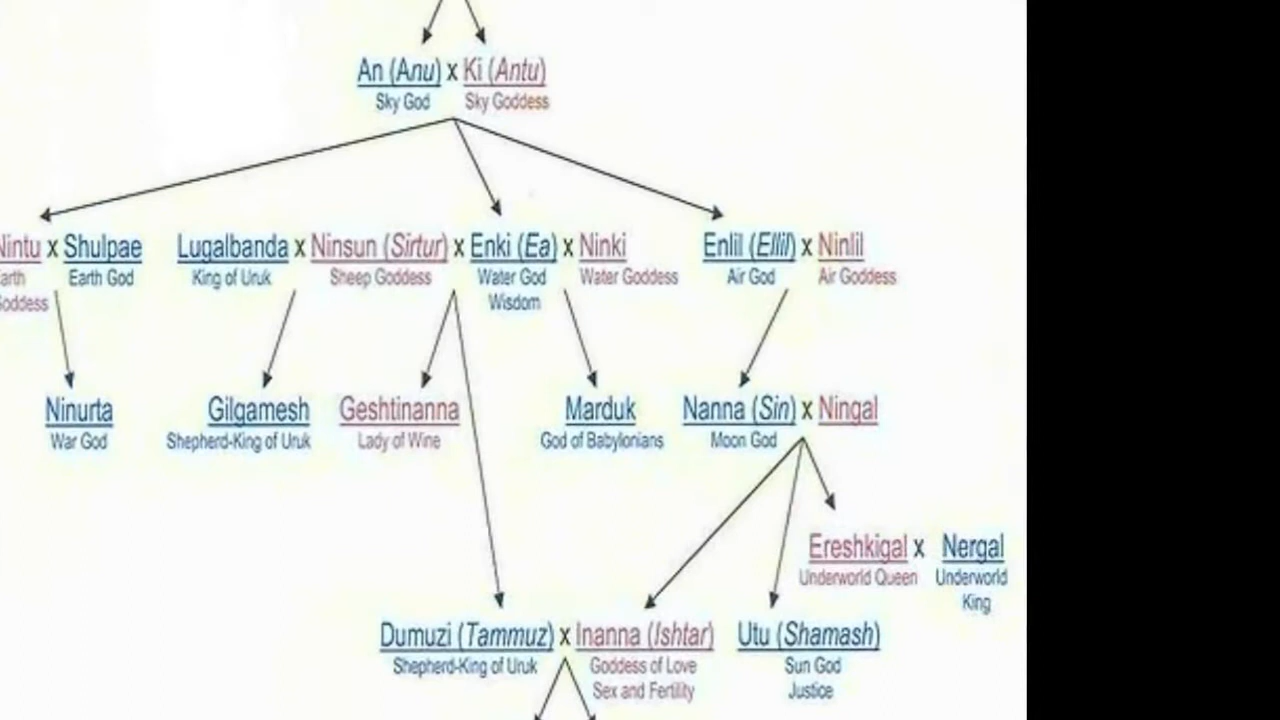 An (Anu) x Ki (Antu)
Sky God Sky Goddess
Nintu x Shulpae Lugalbanda x Ninsun (Sirtur) x Enki (Ea) x Ninki Enlil (Ellil) x Ninlil
Earth God King of Uruk Sheep Goddess Water God Water Goddess Air God Air Goddess
Wisdom
Ninurta Gilgamesh Geshtinanna Marduk Nanna (Sin) x Ningal
War God Shepherd-King of Uruk Lady of Wine God of Babylonians Moon God
Ereshkigal x Nergal
Underworld Queen Underworld
King
Dumuzi (Tammuz) x Inanna (Ishtar) Utu (Shamash)
Shepherd-King of Uruk Goddess of Love Sun God
Sex and Fertility Justice